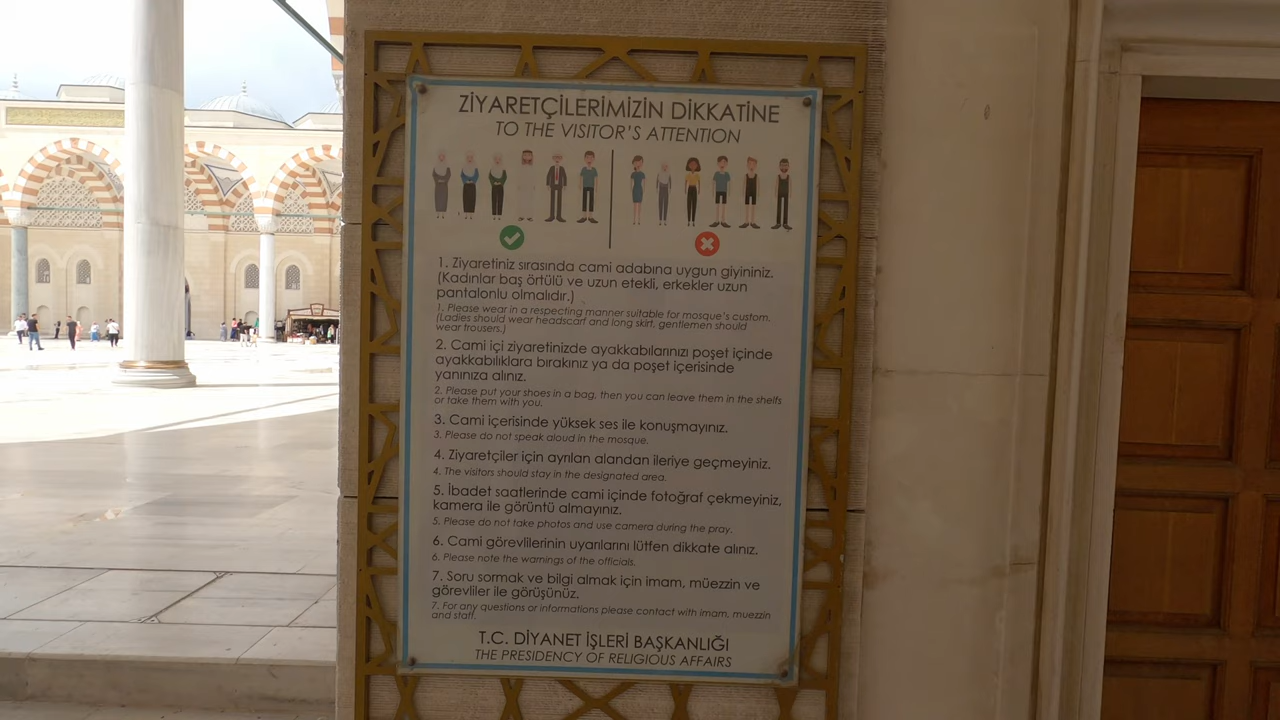 ZİYARETÇİLERİMİZİN DİKKATİNE
TO THE VISITOR'S ATTENTION
1. Ziyaretiniz sırasında cami adabına uygun giyininiz.
(Kadınlar baş örtülü ve uzun etekli, erkekler uzun
pantalonlu olmalıdır.)
1. Please wear in a respecting manner suitable for mosque's custom.
(Ladies should wear headscarf and long skirt, gentlemen should
wear trousers.)
2. Cami içi ziyaretinizde ayakkabılarınızı poşet içinde
ayakkabılıklara bırakınız ya da poşet içerisinde
yanınıza alınız.
2. Please put your shoes in a bag, then you can leave them in the shelfs
or take them with you.
3. Cami içerisinde yüksek ses ile konuşmayınız.
3. Please do not speak aloud in the mosque.
4. Ziyaretçiler için ayrılan alandan ileriye geçmeyiniz.
4. The visitors should stay in the designated area.
5. İbadet saatlerinde cami içinde fotoğraf çekmeyiniz,
kamera ile görüntü almayınız.
5. Please do not take photos and use camera during the pray.
6. Cami görevlilerinin uyarılarını lütfen dikkate alınız.
6. Please note the warnings of the officials.
7. Soru sormak ve bilgi almak için imam, müezzin ve
görevliler ile görüşünüz.
7. For any questions or informations please contact with imam, muezzin
and staff.
T.C. DİYANET İŞLERİ BAŞKANLIĞI
THE PRESIDENCY OF RELIGIOUS AFFAIRS